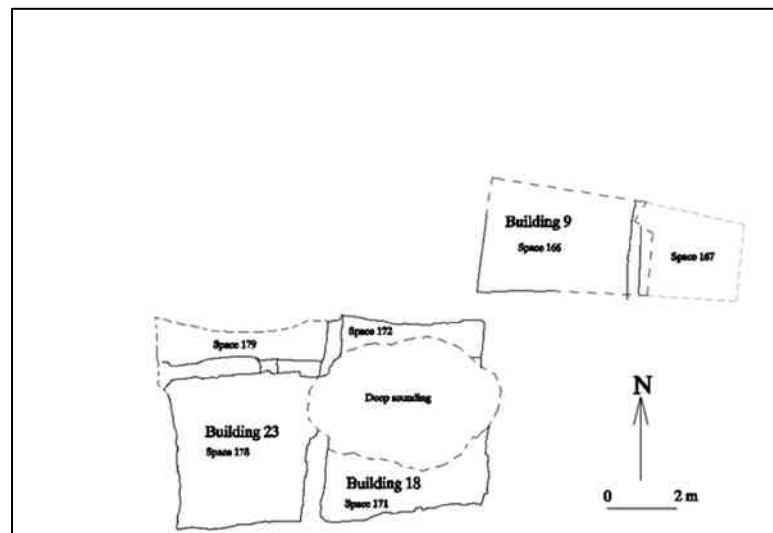 Building 9
Space 166
Space 167
Space 179
Space 172
Deep sounding
Building 23
Space 178
Building 18
Space 171
N
0 2 m